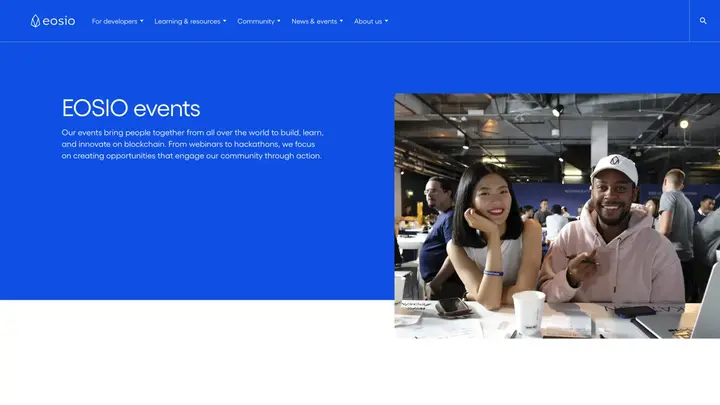 eosio
For developers
Learning & resources
Community
News & events
About us
EOSIO events
Our events bring people together from all over the world to build, learn,
and innovate on blockchain. From webinars to hackathons, we focus
on creating opportunities that engage our community through action.